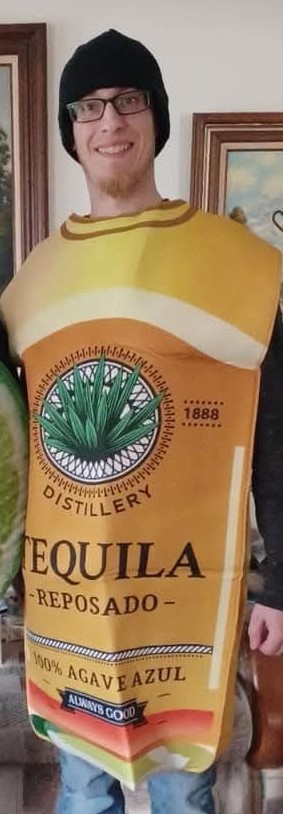 1888
DISTILLERY
TEQUILA
-REPOSADO-
100% AGAVE AZUL
ALWAYS GOOD